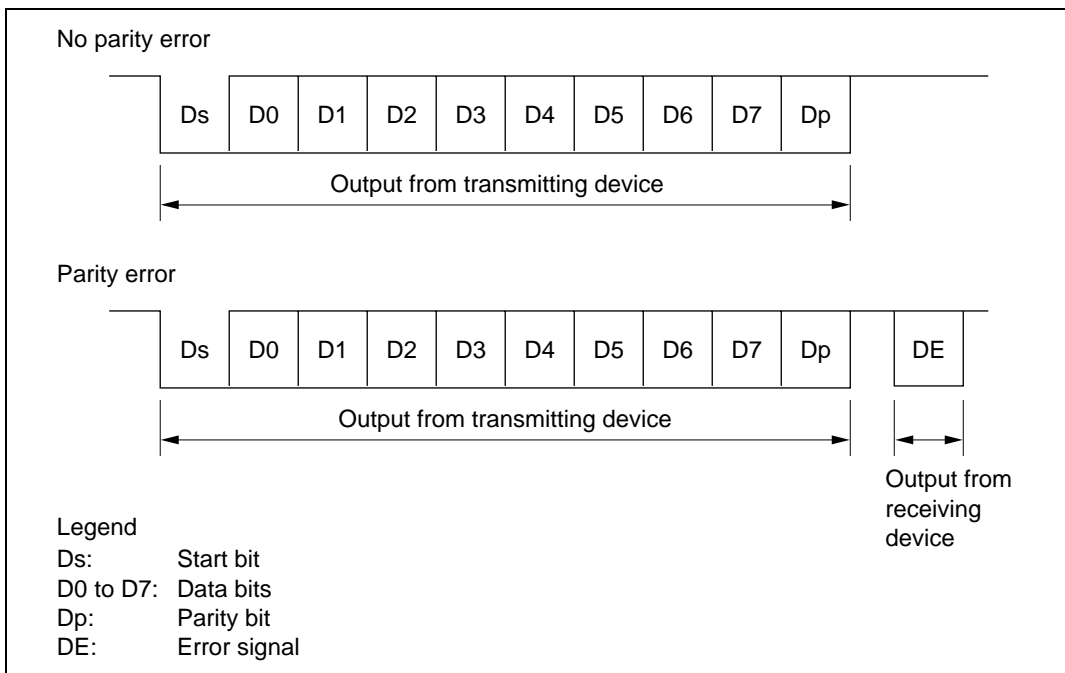 No parity error
Ds D0 D1 D2 D3 D4 D5 D6 D7 Dp
Output from transmitting device
Parity error
Ds D0 D1 D2 D3 D4 D5 D6 D7 Dp DE
Output from transmitting device
Output from
receiving
device
Legend
Ds: Start bit
D0 to D7: Data bits
Dp: Parity bit
DE: Error signal